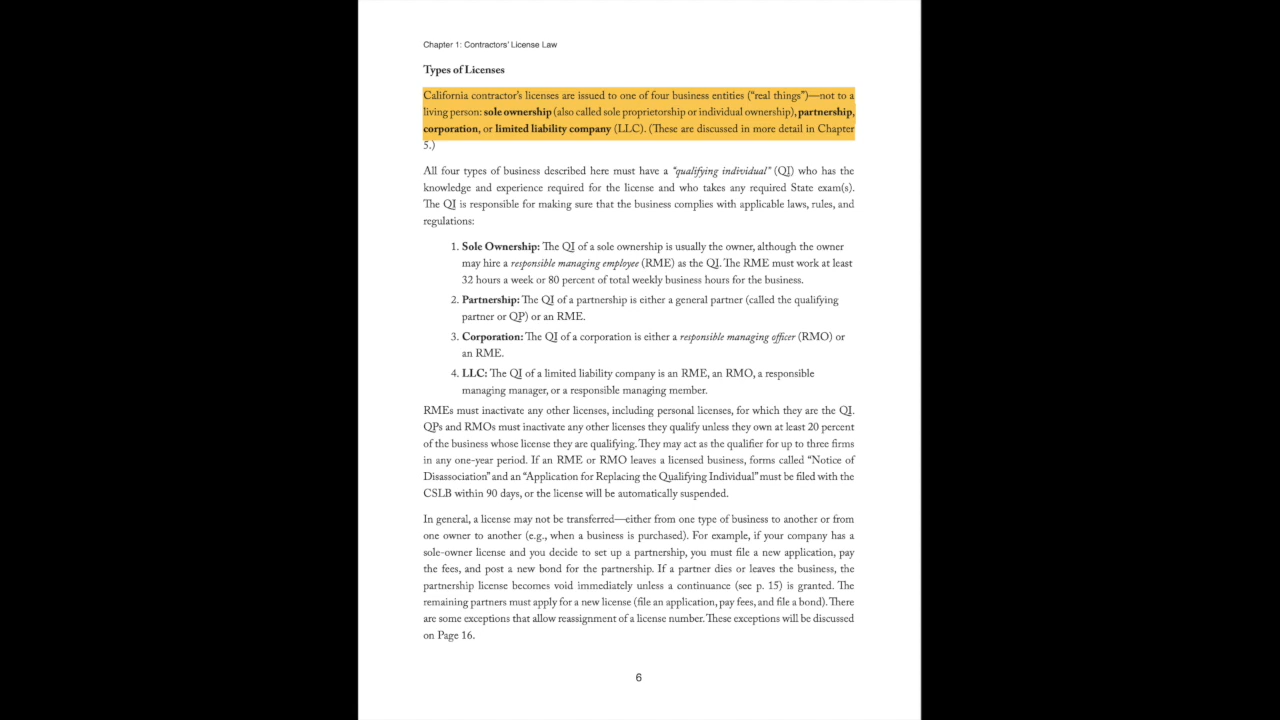 Chapter 1: Contractors' License Law
Types of Licenses
California contractor's licenses are issued to one of four business entities (“real things”)—not to a
living person: sole ownership (also called sole proprietorship or individual ownership), partnership,
corporation, or limited liability company (LLC). (These are discussed in more detail in Chapter
5.)
All four types of business described here must have a “qualifying individual” (QI) who has the
knowledge and experience required for the license and who takes any required State exam(s).
The QI is responsible for making sure that the business complies with applicable laws, rules, and
regulations:
1. Sole Ownership: The QI of a sole ownership is usually the owner, although the owner
may hire a responsible managing employee (RME) as the QI. The RME must work at least
32 hours a week or 80 percent of total weekly business hours for the business.
2. Partnership: The QI of a partnership is either a general partner (called the qualifying
partner or QP) or an RME.
3. Corporation: The QI of a corporation is either a responsible managing officer (RMO) or
an RME.
4. LLC: The QI of a limited liability company is an RME, an RMO, a responsible
managing manager, or a responsible managing member.
RMEs must inactivate any other licenses, including personal licenses, for which they are the QI.
QPs and RMOs must inactivate any other licenses they qualify unless they own at least 20 percent
of the business whose license they are qualifying. They may act as the qualifier for up to three firms
in any one-year period. If an RME or RMO leaves a licensed business, forms called “Notice of
Disassociation” and an “Application for Replacing the Qualifying Individual” must be filed with the
CSLB within 90 days, or the license will be automatically suspended.
In general, a license may not be transferred—either from one type of business to another or from
one owner to another (e.g., when a business is purchased). For example, if your company has a
sole-owner license and you decide to set up a partnership, you must file a new application, pay
the fees, and post a new bond for the partnership. If a partner dies or leaves the business, the
partnership license becomes void immediately unless a continuance (see p. 15) is granted. The
remaining partners must apply for a new license (file an application, pay fees, and file a bond). There
are some exceptions that allow reassignment of a license number. These exceptions will be discussed
on Page 16.
6